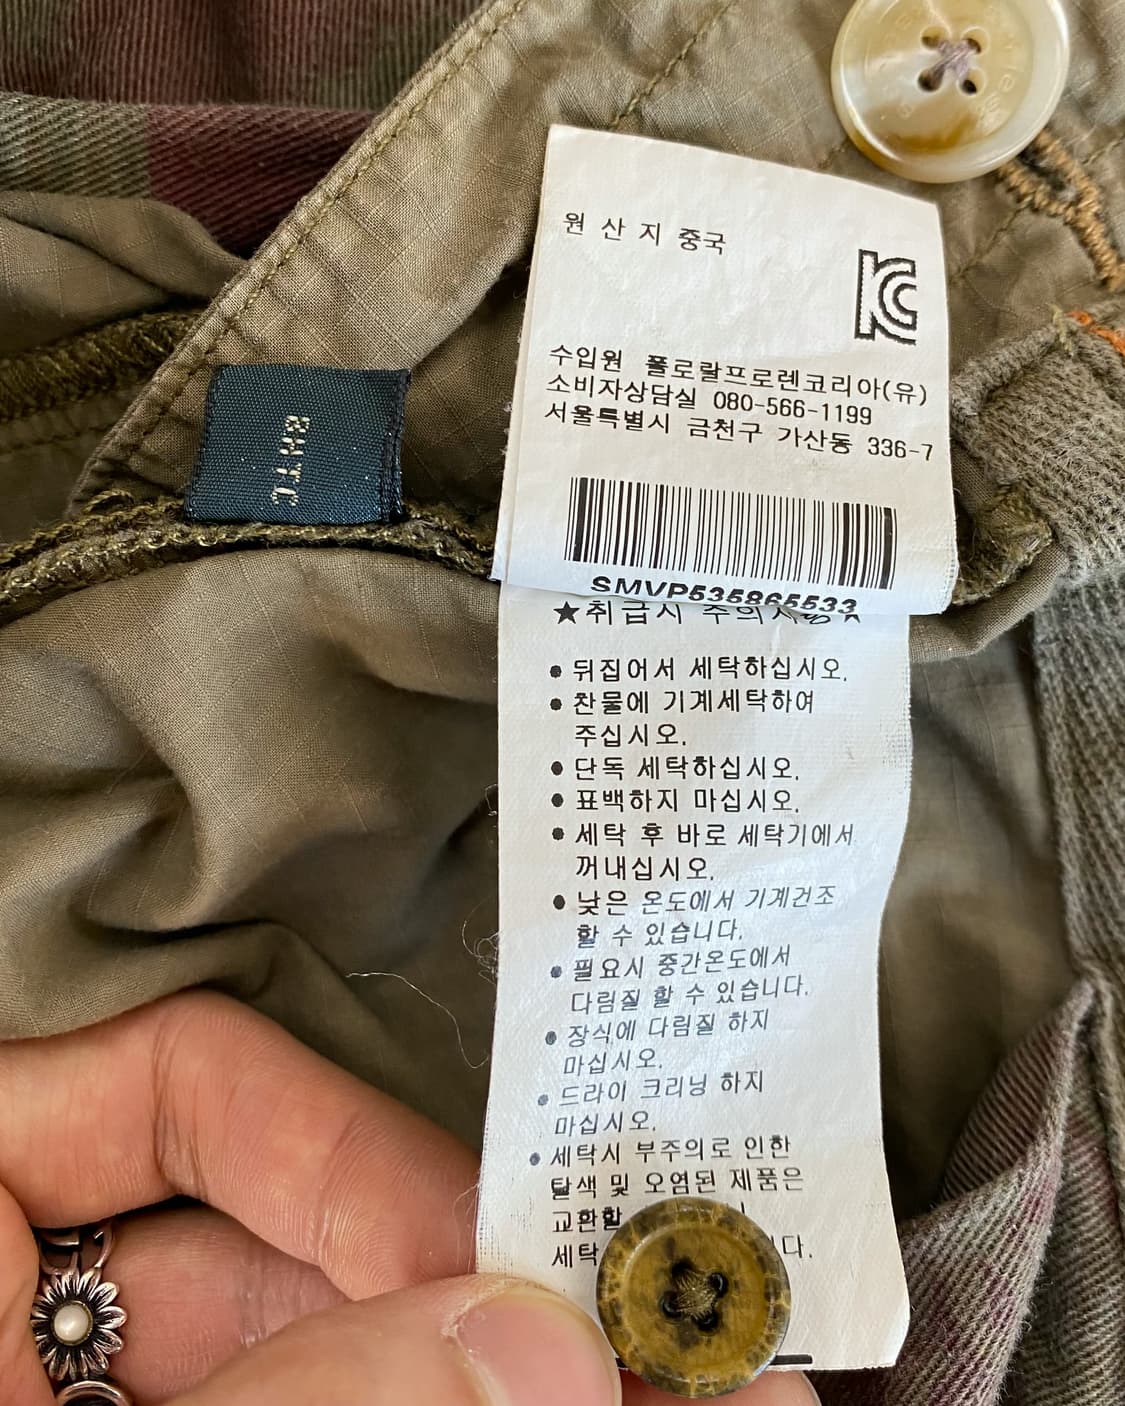 원 산 지 중국
수입원 폴로랄프로렌코리아(유)
소비자상담실 080-566-1199
서울특별시 금천구 가산동 336-7
SMVP535865533
BHTC
★취급시 주의사항★
● 뒤집어서 세탁하십시오.
● 찬물에 기계세탁하여
주십시오.
● 단독 세탁하십시오.
● 표백하지 마십시오.
● 세탁 후 바로 세탁기에서
꺼내십시오.
● 낮은 온도에서 기계건조
할 수 있습니다.
● 필요시 중간온도에서
다림질 할 수 있습니다.
● 장식에 다림질 하지
마십시오.
● 드라이 크리닝 하지
마십시오.
● 세탁시 부주의로 인한
탈색 및 오염된 제품은
교환할
세탁